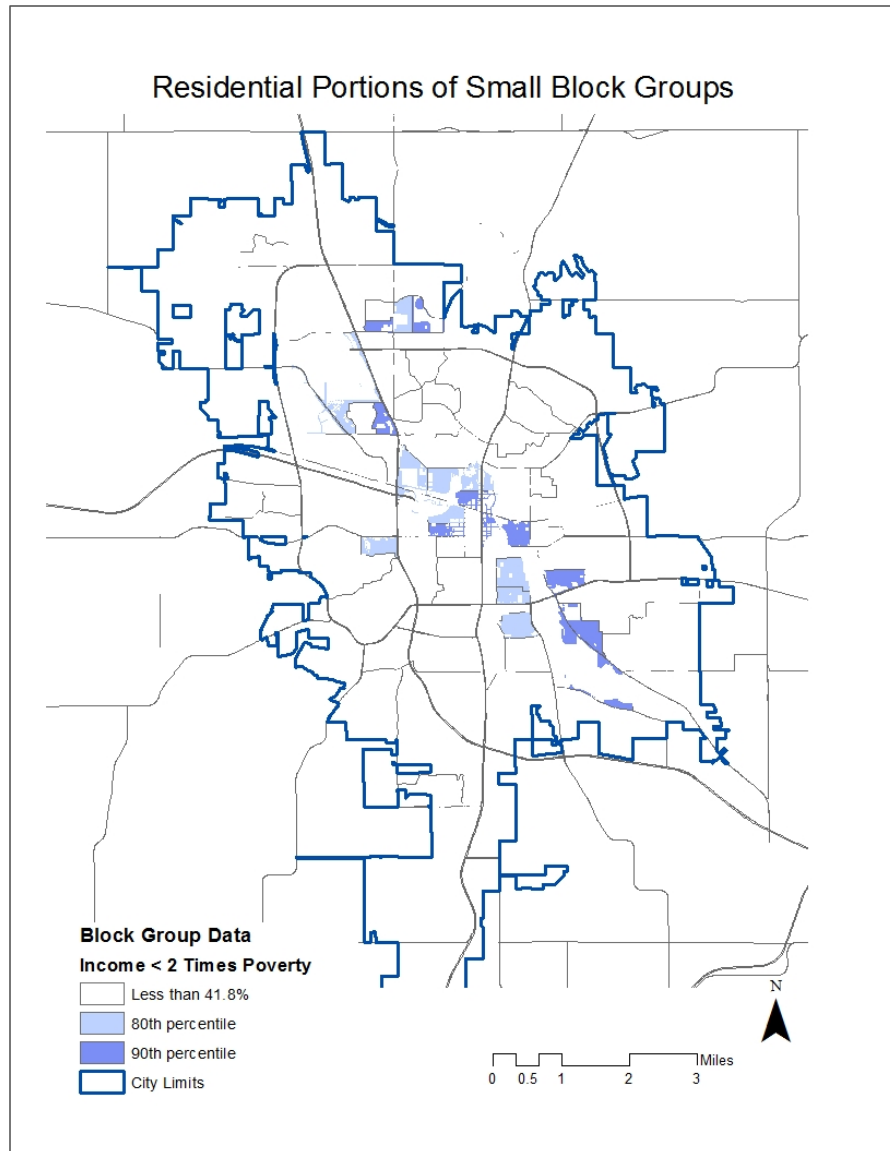 Residential Portions of Small Block Groups
Block Group Data
Income < 2 Times Poverty
Less than 41.8%
80th percentile
90th percentile
City Limits
N
Miles
0 0.5 1 2 3